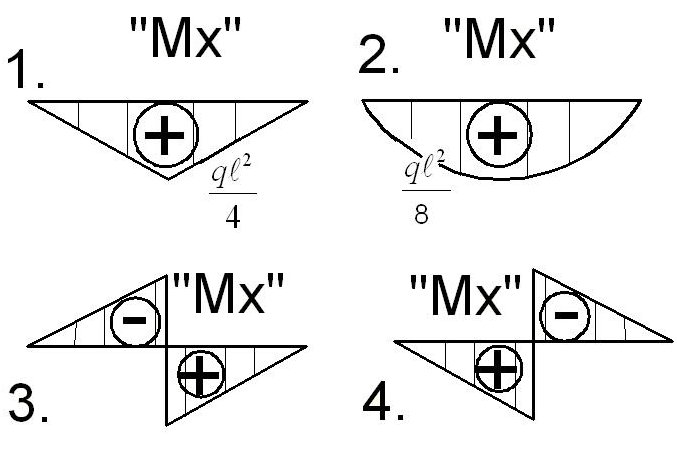 1. "Mx"
+
qℓ²
4
2. "Mx"
+
qℓ²
8
3. "Mx"
-
+
4. "Mx"
-
+